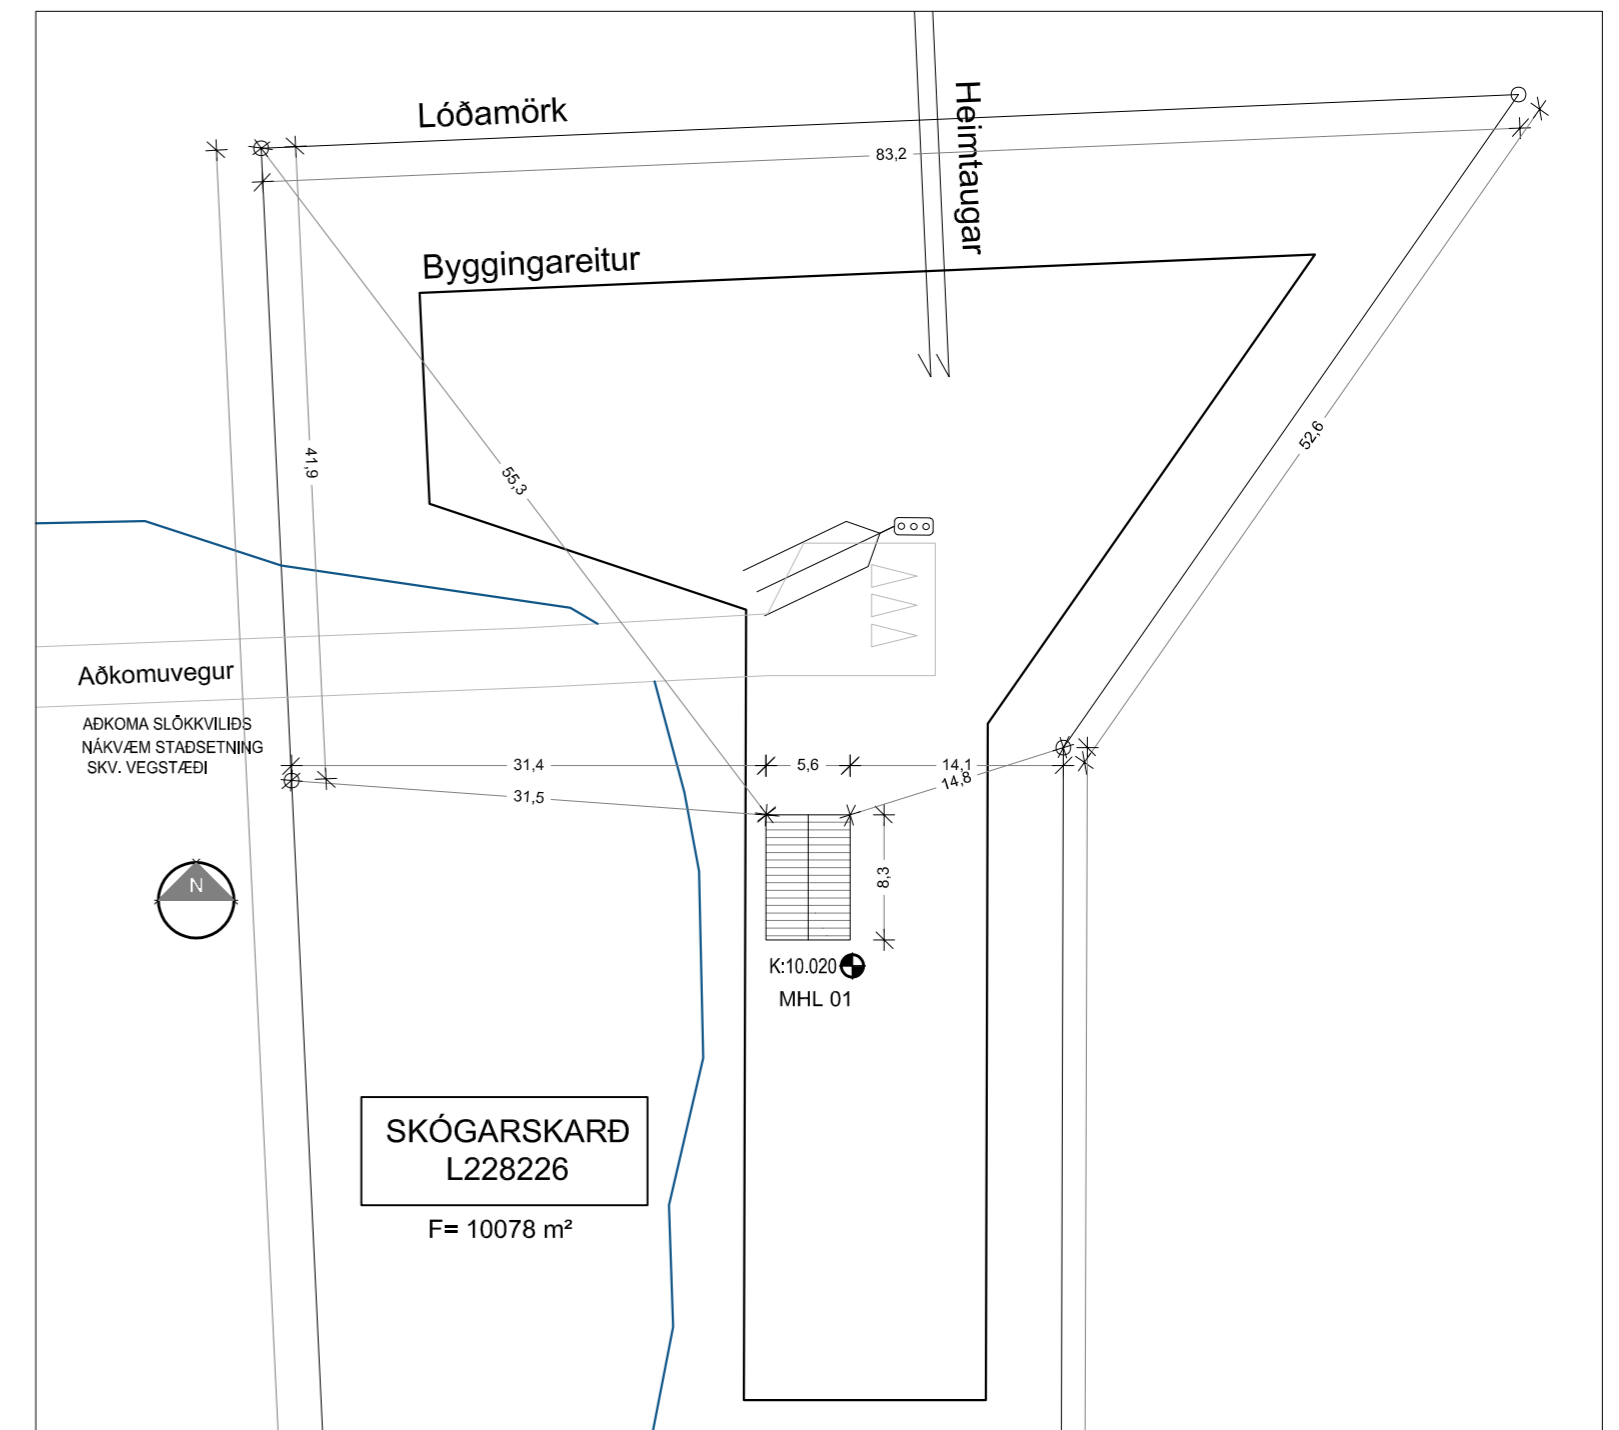 Lóðamörk
Heimtaugar
83,2
Byggingareitur
41,9
55,3
52,6
Aðkomuvegur
AÐKOMA SLÖKKVILIÐS
NÁKVÆM STAÐSETNING
SKV. VEGSTÆÐI
31,4
5,6
14,1
14,8
31,5
8,3
N
K:10.020
MHL 01
SKÓGARSKARÐ
L228226
F= 10078 m²